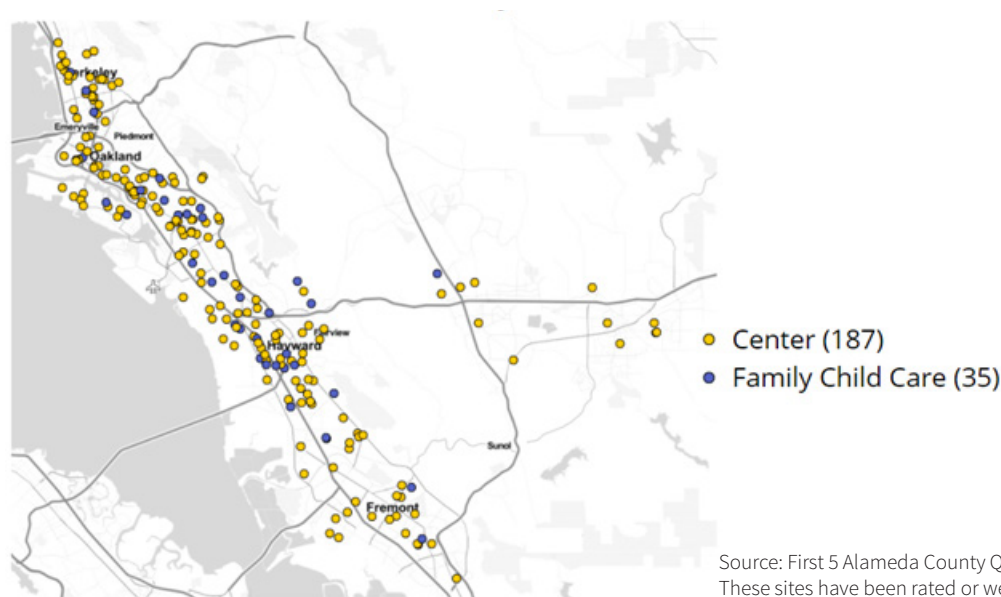 Berkeley
Emeryville
Piedmont
Oakland
Fairview
Hayward
Sunol
Fremont
Center (187)
Family Child Care (35)
Source: First 5 Alameda County Q
These sites have been rated or we